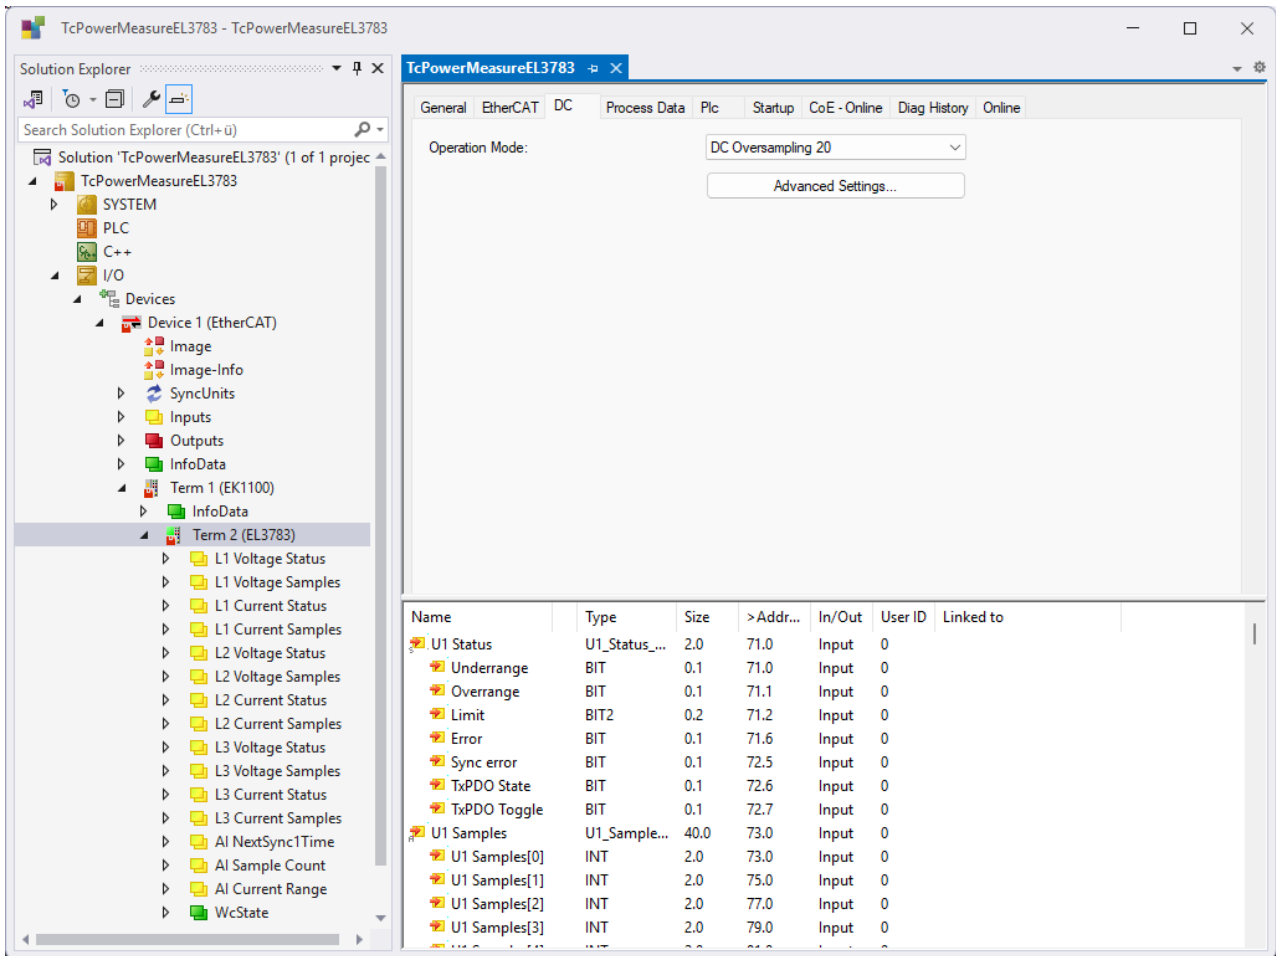 TcPowerMeasureEL3783 - TcPowerMeasureEL3783
Solution Explorer
Search Solution Explorer (Ctrl+ü)
Solution 'TcPowerMeasureEL3783' (1 of 1 projec
TcPowerMeasureEL3783
SYSTEM
PLC
C++
I/O
Devices
Device 1 (EtherCAT)
Image
Image-Info
SyncUnits
Inputs
Outputs
InfoData
Term 1 (EK1100)
InfoData
Term 2 (EL3783)
L1 Voltage Status
L1 Voltage Samples
L1 Current Status
L1 Current Samples
L2 Voltage Status
L2 Voltage Samples
L2 Current Status
L2 Current Samples
L3 Voltage Status
L3 Voltage Samples
L3 Current Status
L3 Current Samples
AI NextSync1Time
AI Sample Count
AI Current Range
WcState
TcPowerMeasureEL3783
General EtherCAT DC Process Data Plc Startup CoE - Online Diag History Online
Operation Mode: DC Oversampling 20
Advanced Settings...
Name Type Size >Addr... In/Out User ID Linked to
U1 Status U1_Status_... 2.0 71.0 Input 0
Underrange BIT 0.1 71.0 Input 0
Overrange BIT 0.1 71.1 Input 0
Limit BIT2 0.2 71.2 Input 0
Error BIT 0.1 71.6 Input 0
Sync error BIT 0.1 72.5 Input 0
TxPDO State BIT 0.1 72.6 Input 0
TxPDO Toggle BIT 0.1 72.7 Input 0
U1 Samples U1_Sample... 40.0 73.0 Input 0
U1 Samples[0] INT 2.0 73.0 Input 0
U1 Samples[1] INT 2.0 75.0 Input 0
U1 Samples[2] INT 2.0 77.0 Input 0
U1 Samples[3] INT 2.0 79.0 Input 0